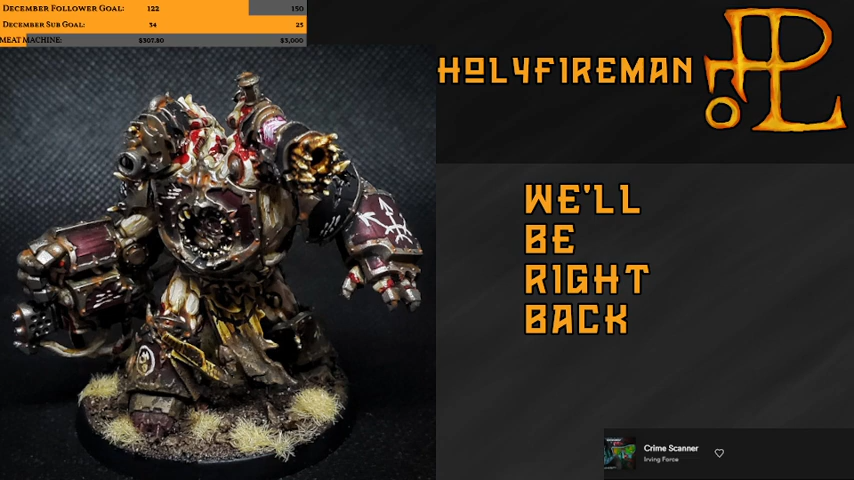 December Follower Goal: 122 150
December Sub Goal: 34 25
Meat Machine: $307.80 $3,000
HOLYFIREMAN
WE'LL
BE
RIGHT
BACK
Crime Scanner
Irving Force